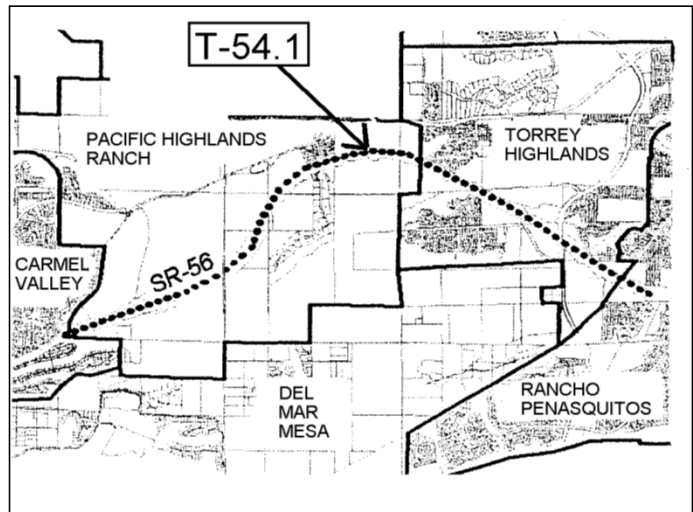 T-54.1
PACIFIC HIGHLANDS
RANCH
TORREY
HIGHLANDS
CARMEL
VALLEY
SR-56
DEL
MAR
MESA
RANCHO
PENASQUITOS